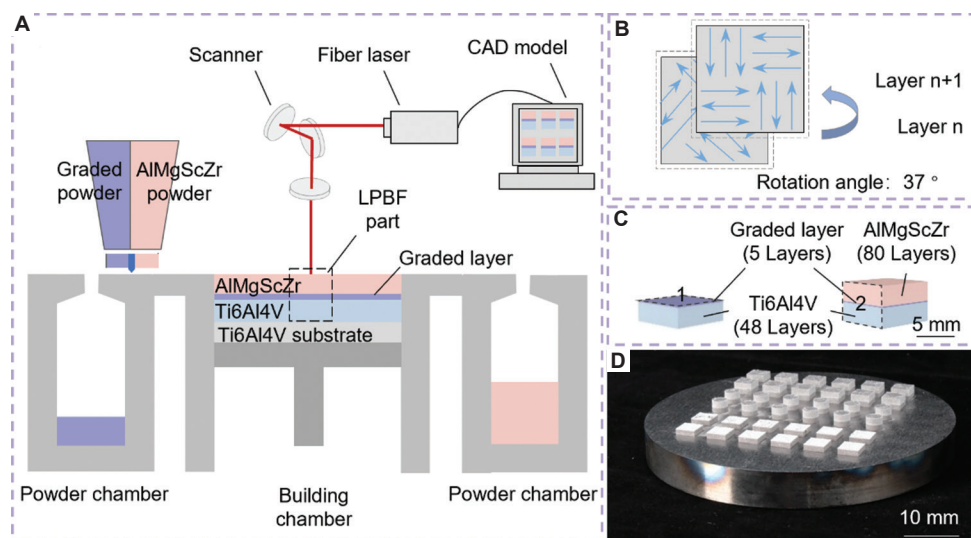 A
Scanner
Fiber laser
CAD model
Graded
powder
AlMgScZr
powder
LPBF
part
Graded layer
AlMgScZr
Ti6Al4V
Ti6Al4V substrate
Powder chamber
Building
chamber
Powder chamber
B
Layer n+1
Layer n
Rotation angle: 37 °
C
Graded layer
(5 Layers)
AlMgScZr
(80 Layers)
1
2
Ti6Al4V
(48 Layers)
5 mm
D
10 mm